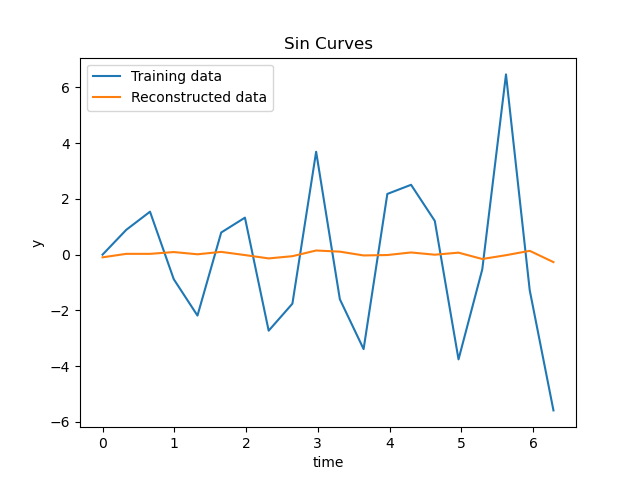 Sin Curves
Training data
Reconstructed data
y
6
4
2
0
−2
−4
−6
0 1 2 3 4 5 6
time